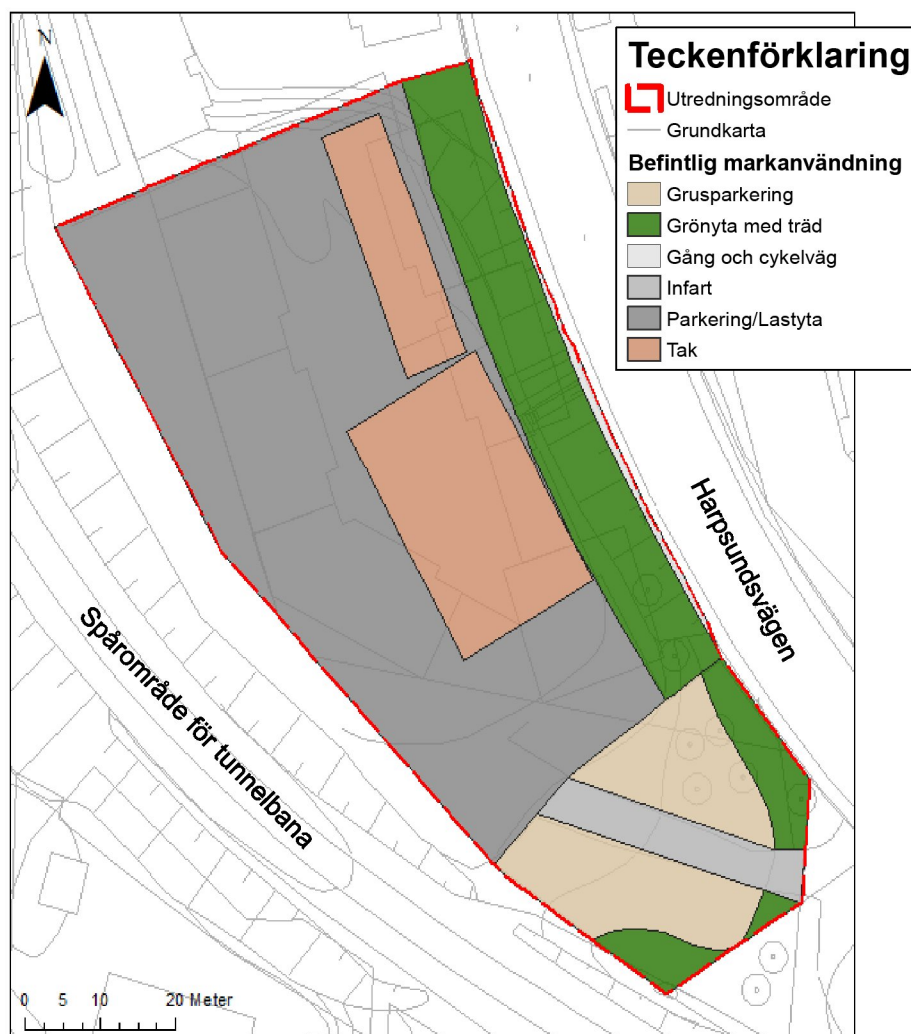 N
Teckenförklaring
Utredningsområde
Grundkarta
Befintlig markanvändning
Grusparkering
Grönyta med träd
Gång och cykelväg
Infart
Parkering/Lastyta
Tak
Harpsundsvägen
Spårområde för tunnelbana
0 5 10 20 Meter